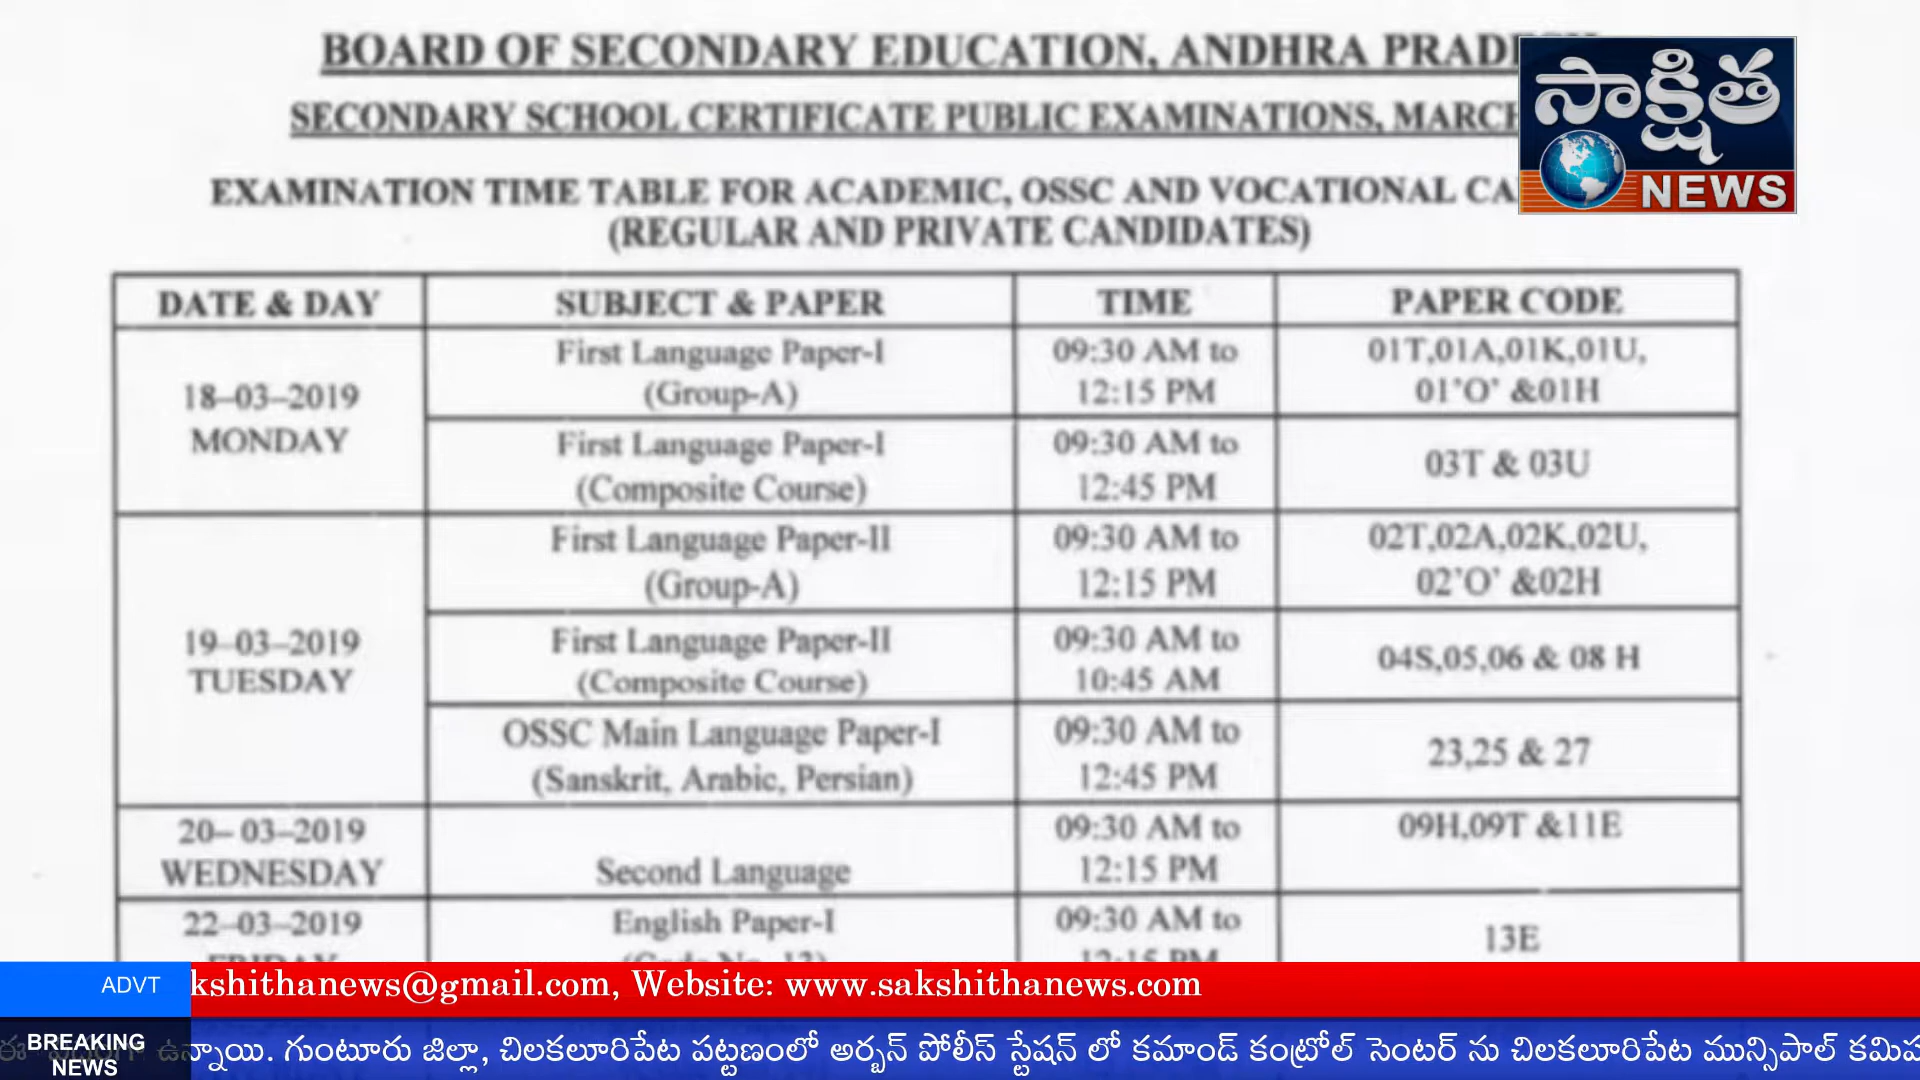 BOARD OF SECONDARY EDUCATION, ANDHRA
SECONDARY SCHOOL CERTIFICATE PUBLIC EXAMINATIONS,
EXAMINATION TIME TABLE FOR ACADEMIC, OSSC AND VOCATIONAL
(REGULAR AND PRIVATE CANDIDATES)
సాక్షిత
NEWS
DATE & DAY SUBJECT & PAPER TIME PAPER CODE
18–03–2019
MONDAY
First Language Paper-I
(Group-A)
09:30 AM to
12:15 PM
01T,01A,01K,01U,
01'O' &01H
First Language Paper-I
(Composite Course)
09:30 AM to
12:45 PM
03T & 03U
19–03–2019
TUESDAY
First Language Paper-II
(Group-A)
09:30 AM to
12:15 PM
02T,02A,02K,02U,
02'O' &02H
First Language Paper-II
(Composite Course)
09:30 AM to
10:45 AM
04S,05,06 & 08 H
OSSC Main Language Paper-I
(Sanskrit, Arabic, Persian)
09:30 AM to
12:45 PM
23,25 & 27
20– 03–2019
WEDNESDAY
Second Language
09:30 AM to
12:15 PM
09H,09T &11E
22–03–2019
English Paper-I
09:30 AM to
13E
ADVT
kshithanews@gmail.com, Website: www.sakshithanews.com
BREAKING
NEWS
ఉన్నాయి. గుంటూరు జిల్లా, చిలకలూరిపేట పట్టణంలో అర్బన్ పోలీస్ స్టేషన్ లో కమాండ్ కంట్రోల్ సెంటర్ ను చిలకలూరిపేట మున్సిపాల్